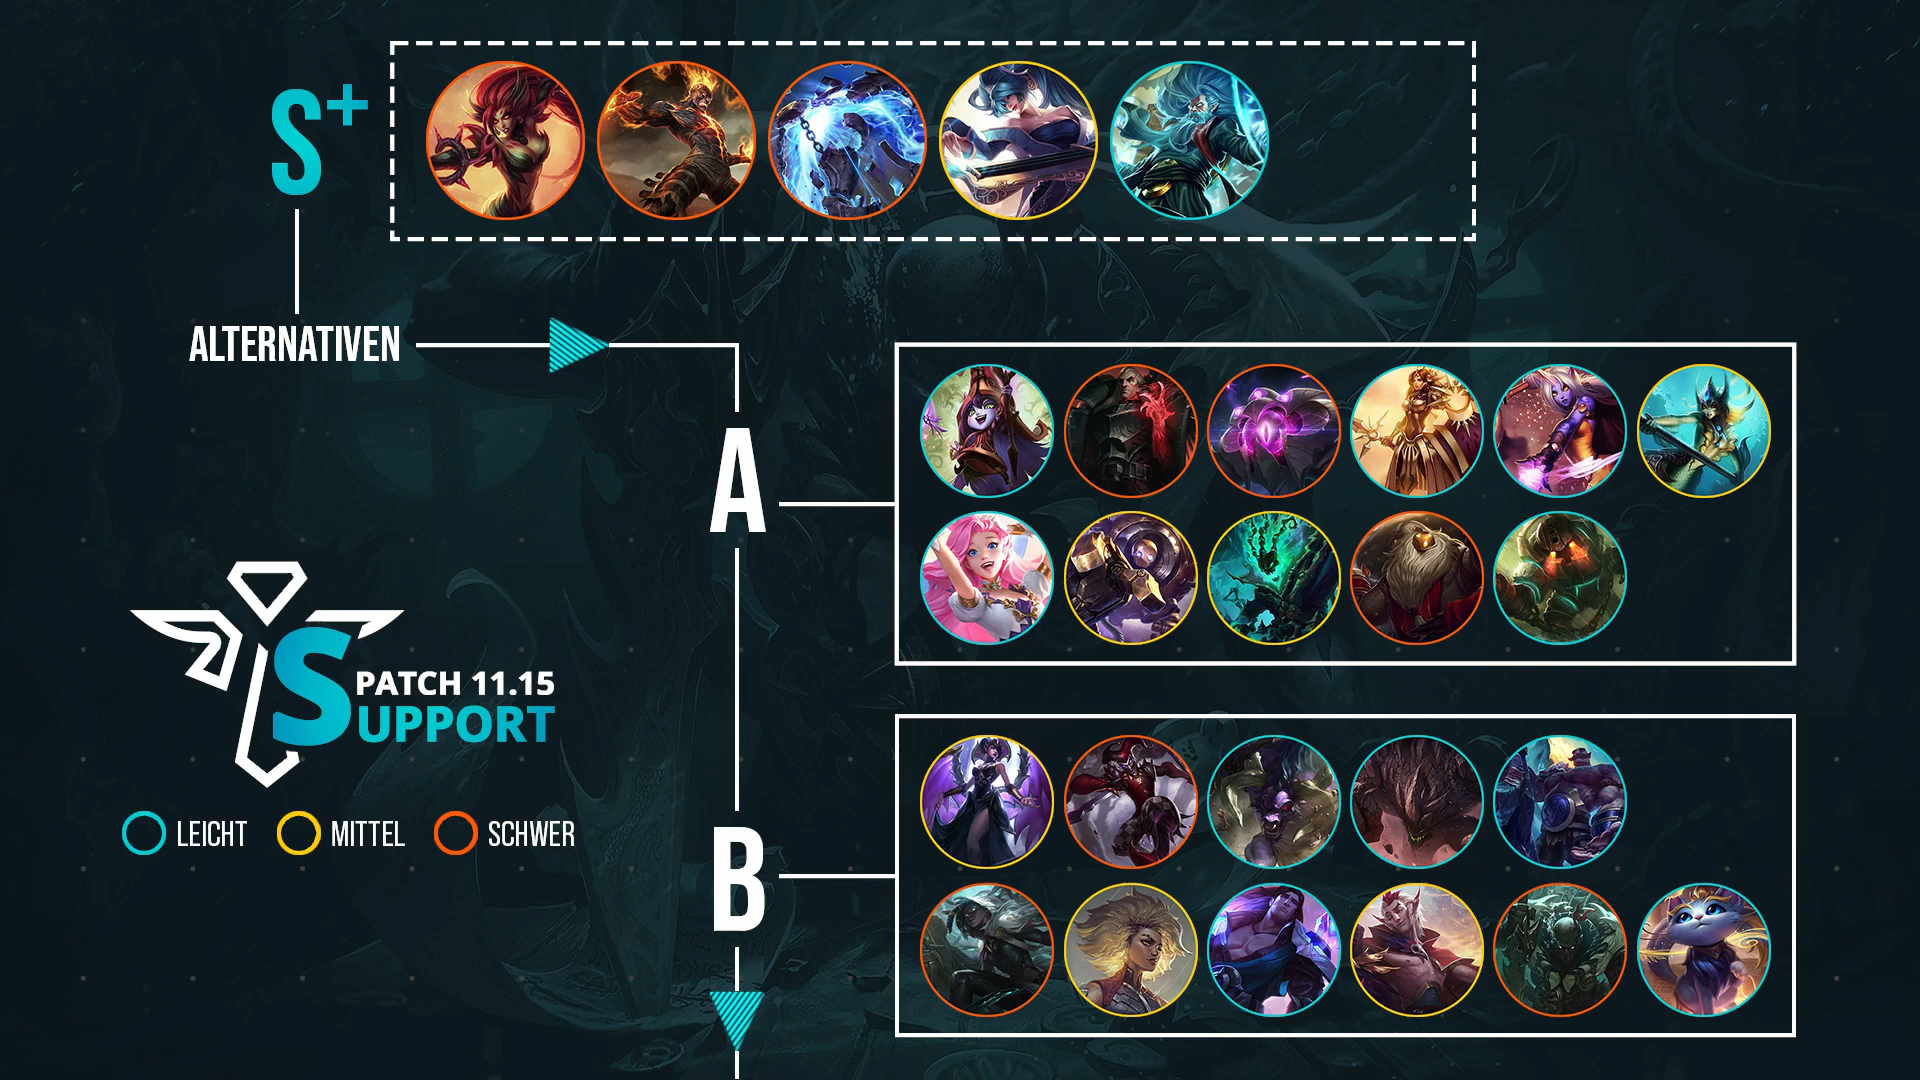 S+
ALTERNATIVEN
A
PATCH 11.15
SUPPORT
LEICHT MITTEL SCHWER
B